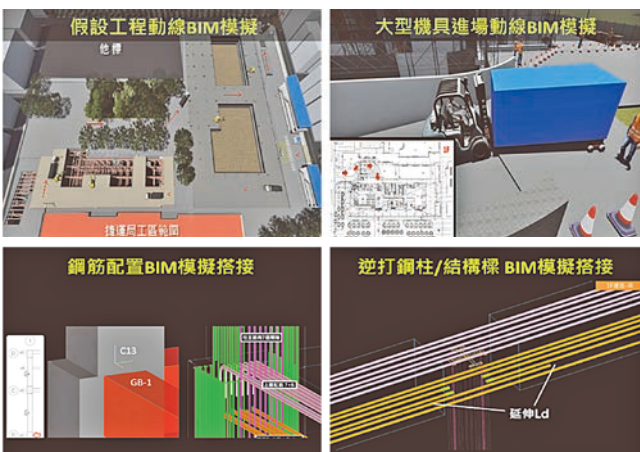 假設工程動線BIM模擬
他標
捷運局工區範圍
大型機具進場動線BIM模擬
鋼筋配置BIM模擬搭接
C13
GB-1
逆打鋼柱/結構樑 BIM模擬搭接
延伸Ld